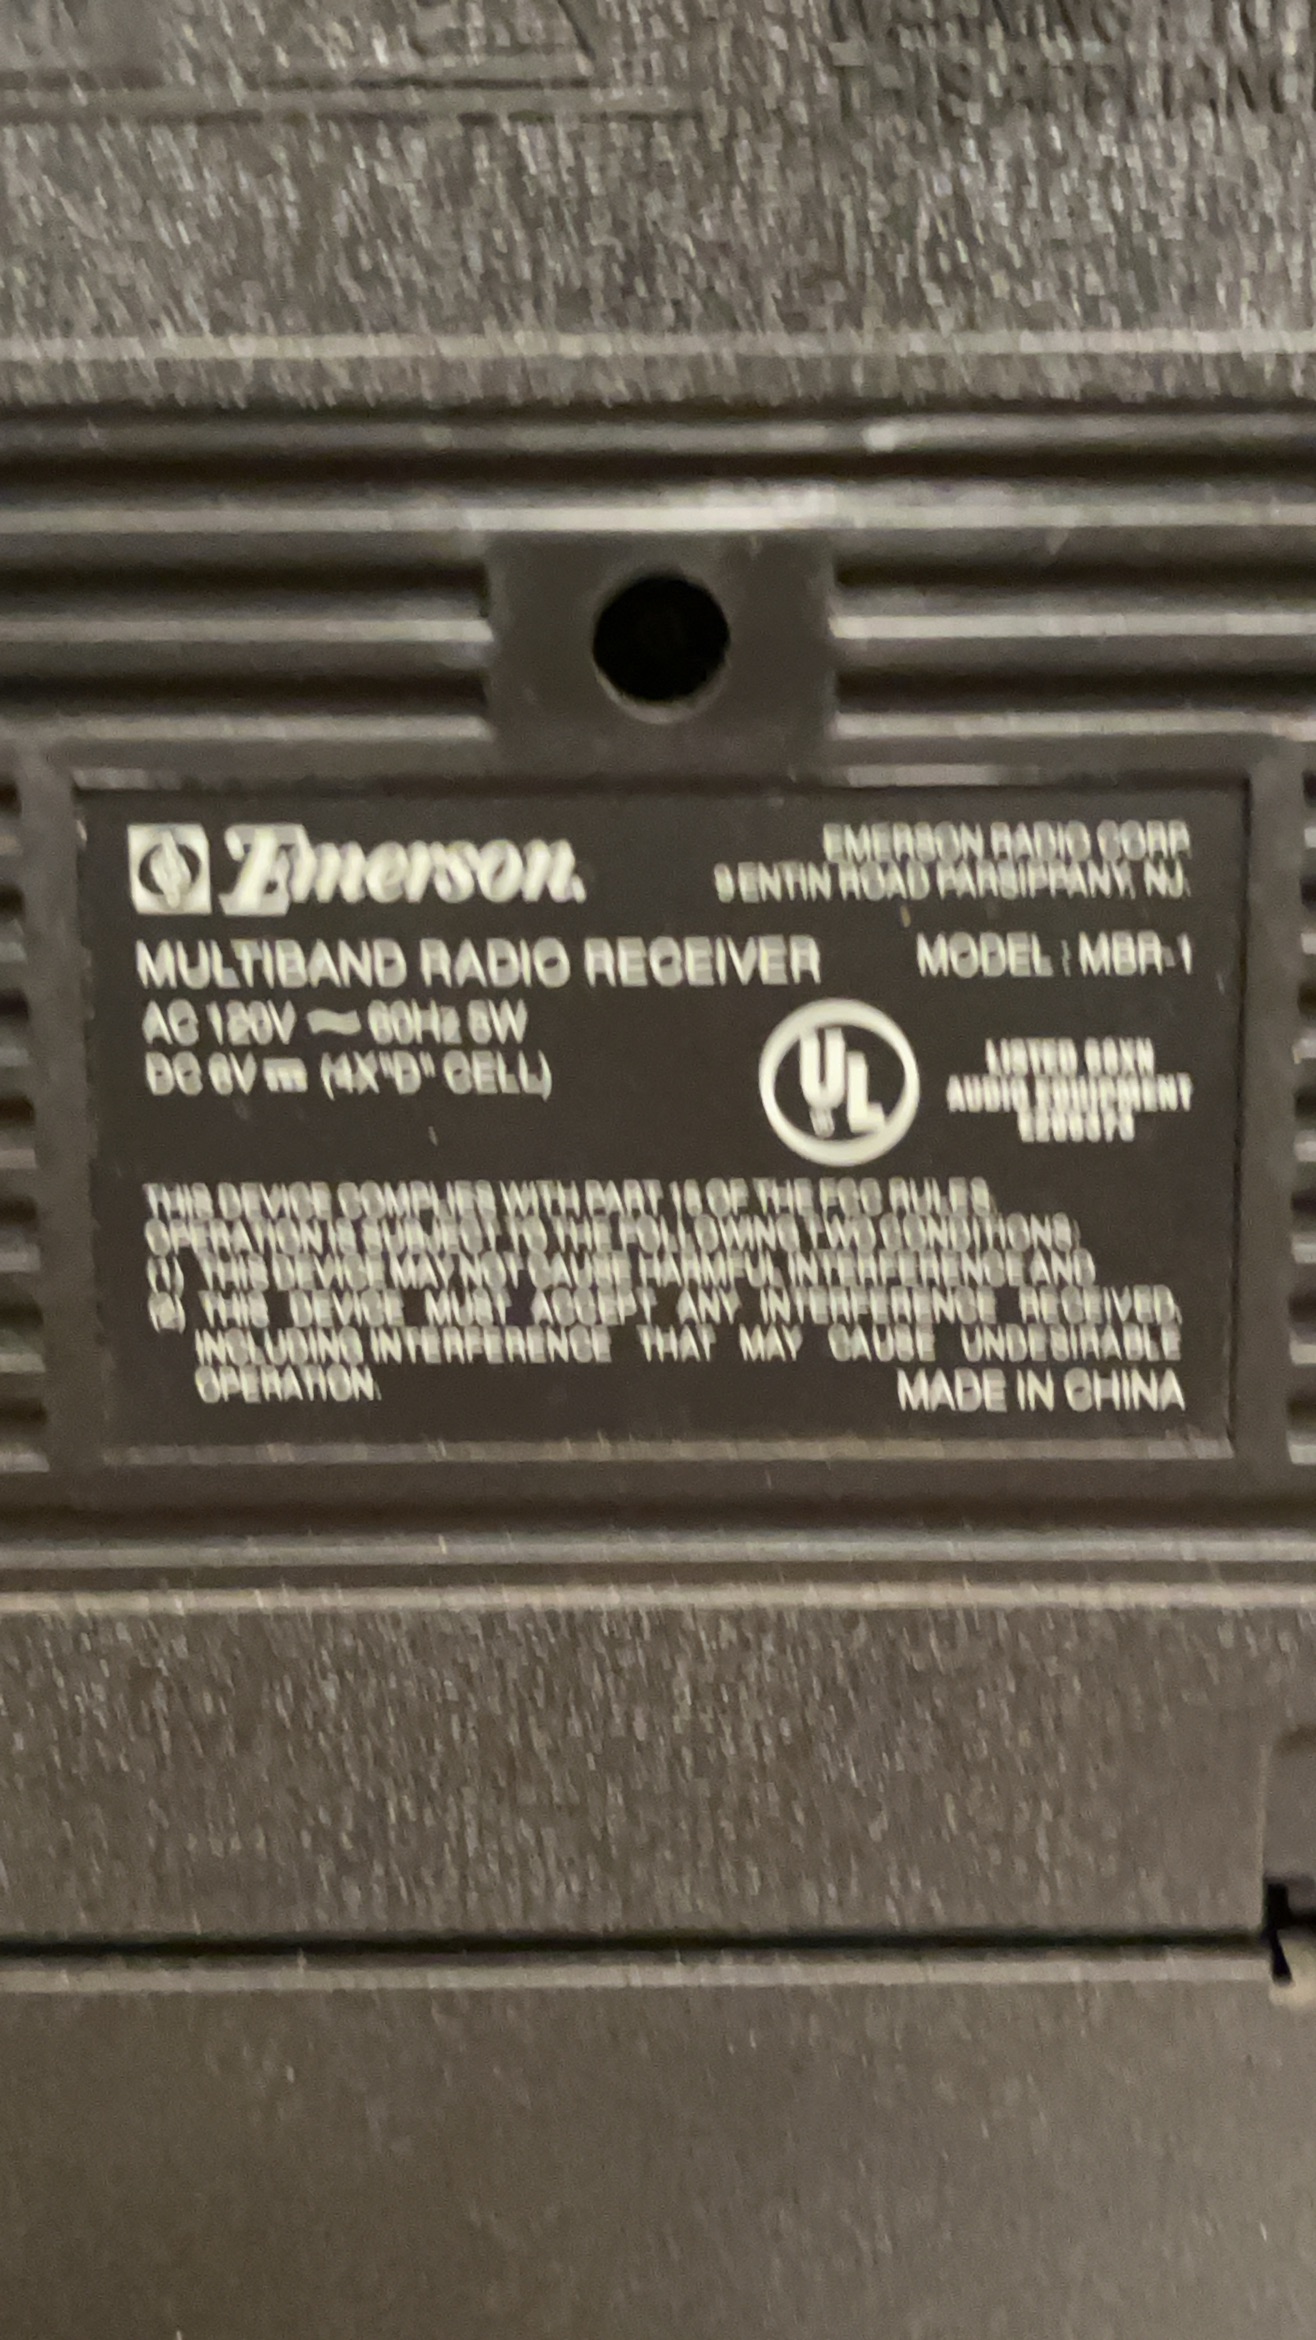 THIS APPLIANC
Emerson.
EMERSON RADIO CORP.
ENTIN ROAD PARSIPPANY, NJ.
MULTIBAND RADIO RECEIVER
MODEL : MBR-1
AC 120V ~ 60Hz
DC 6V (4X"D" CELL)
UL
LISTED
AUDIO EQUIPMENT
THIS DEVICE COMPLIES WITH PART 15 OF THE FCC RULES.
OPERATION IS SUBJECT TO THE FOLLOWING TWO CONDITIONS:
(1) THIS DEVICE MAY NOT CAUSE HARMFUL INTERFERENCE AND
(2) THIS DEVICE MUST ACCEPT ANY INTERFERENCE RECEIVED,
INCLUDING INTERFERENCE THAT MAY CAUSE UNDESIRABLE
OPERATION.
MADE IN CHINA